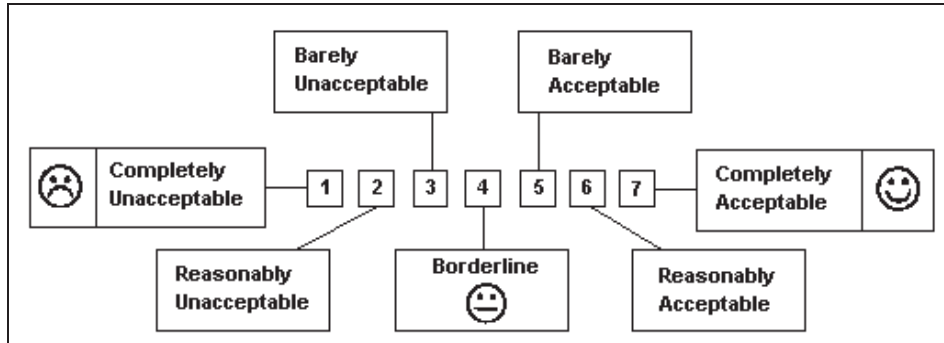 Barely
Unacceptable
Barely
Acceptable
Completely
Unacceptable
1 2 3 4 5 6 7
Completely
Acceptable
Reasonably
Unacceptable
Borderline
Reasonably
Acceptable